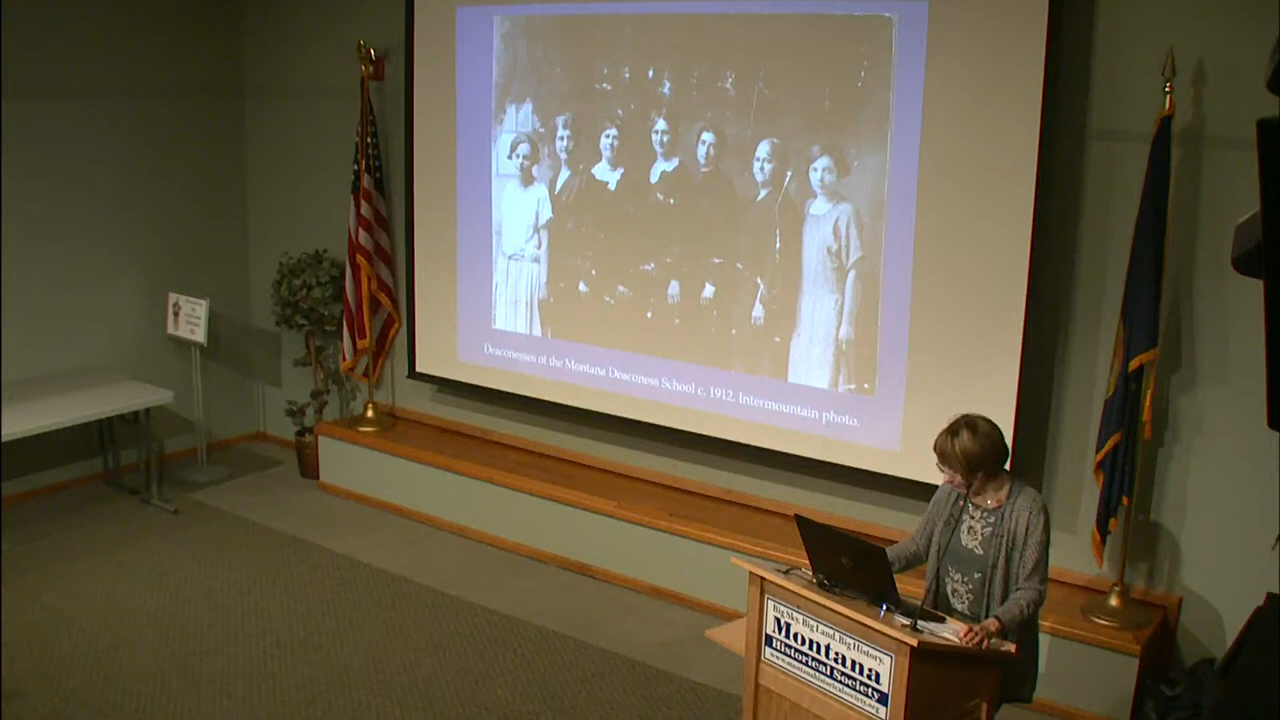 Deaconesses of the Montana Deaconess School c. 1912. Intermountain photo.
Big Sky. Big Land. Big History.
Montana
Historical Society
www.montanahistoricalsociety.org